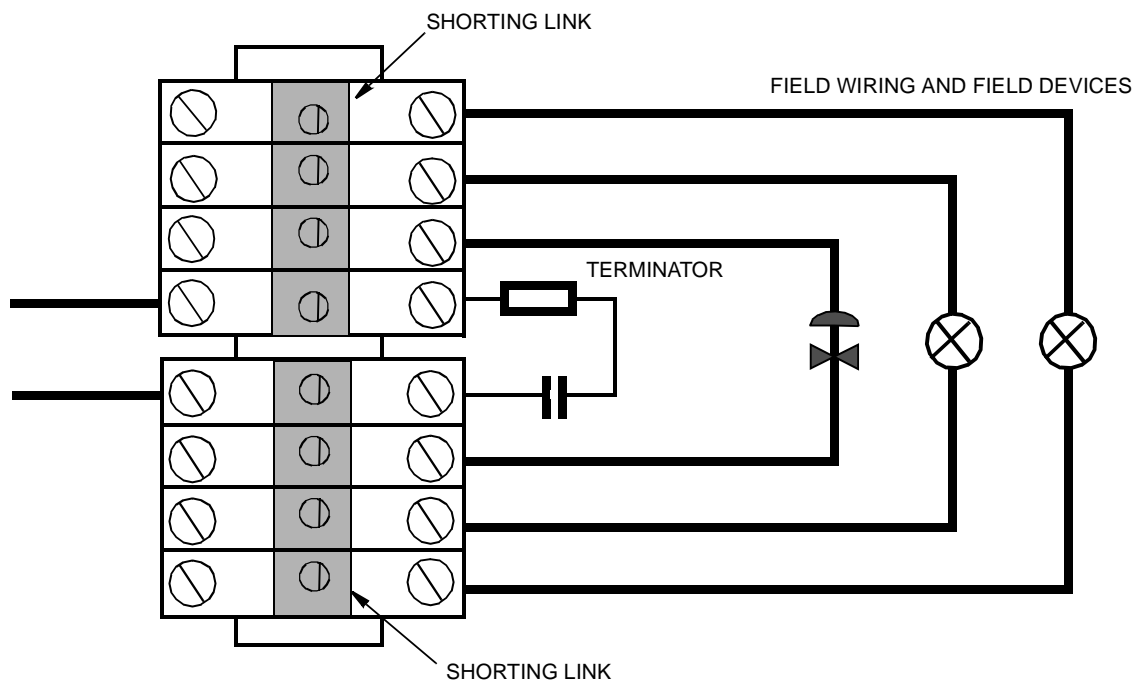 SHORTING LINK
FIELD WIRING AND FIELD DEVICES
TERMINATOR
SHORTING LINK